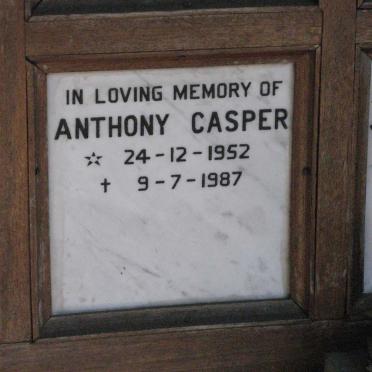 IN LOVING MEMORY OF
ANTHONY CASPER
☆ 24-12-1952
† 9-7-1987